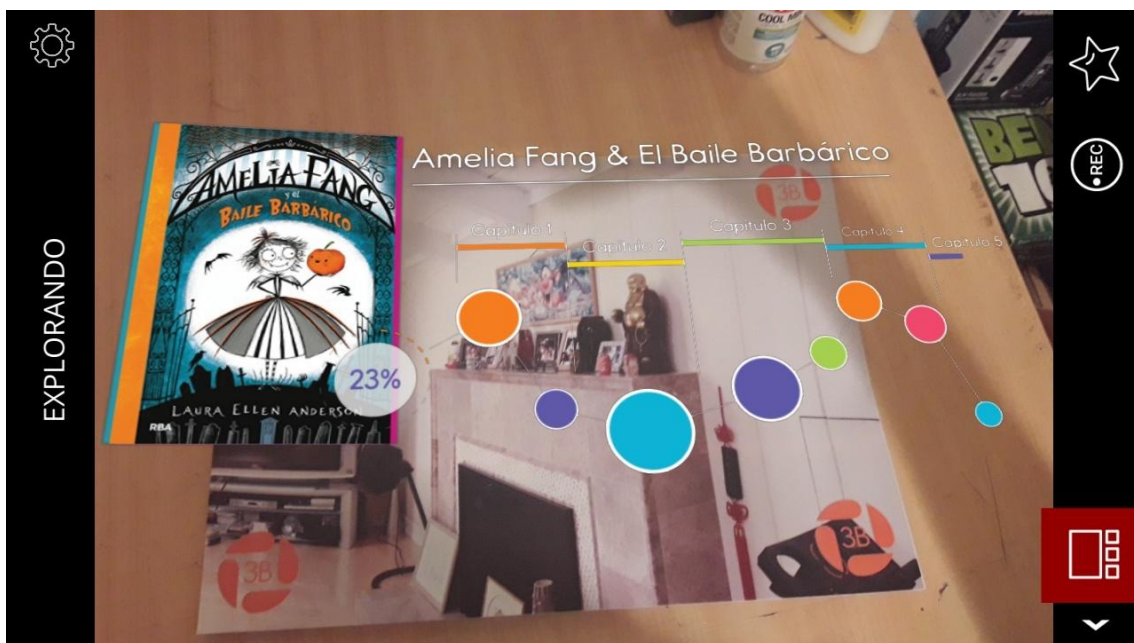 EXPLORANDO
COOL MINT
REC
BEN
10
Amelia Fang & El Baile Barbárico
AMELIA FANG
y el
BAILE BARBÁRICO
23%
LAURA ELLEN ANDERSON
RBA
Capítulo 1
Capítulo 2
Capítulo 3
Capítulo 4
Capítulo 5
3B
3B
3B